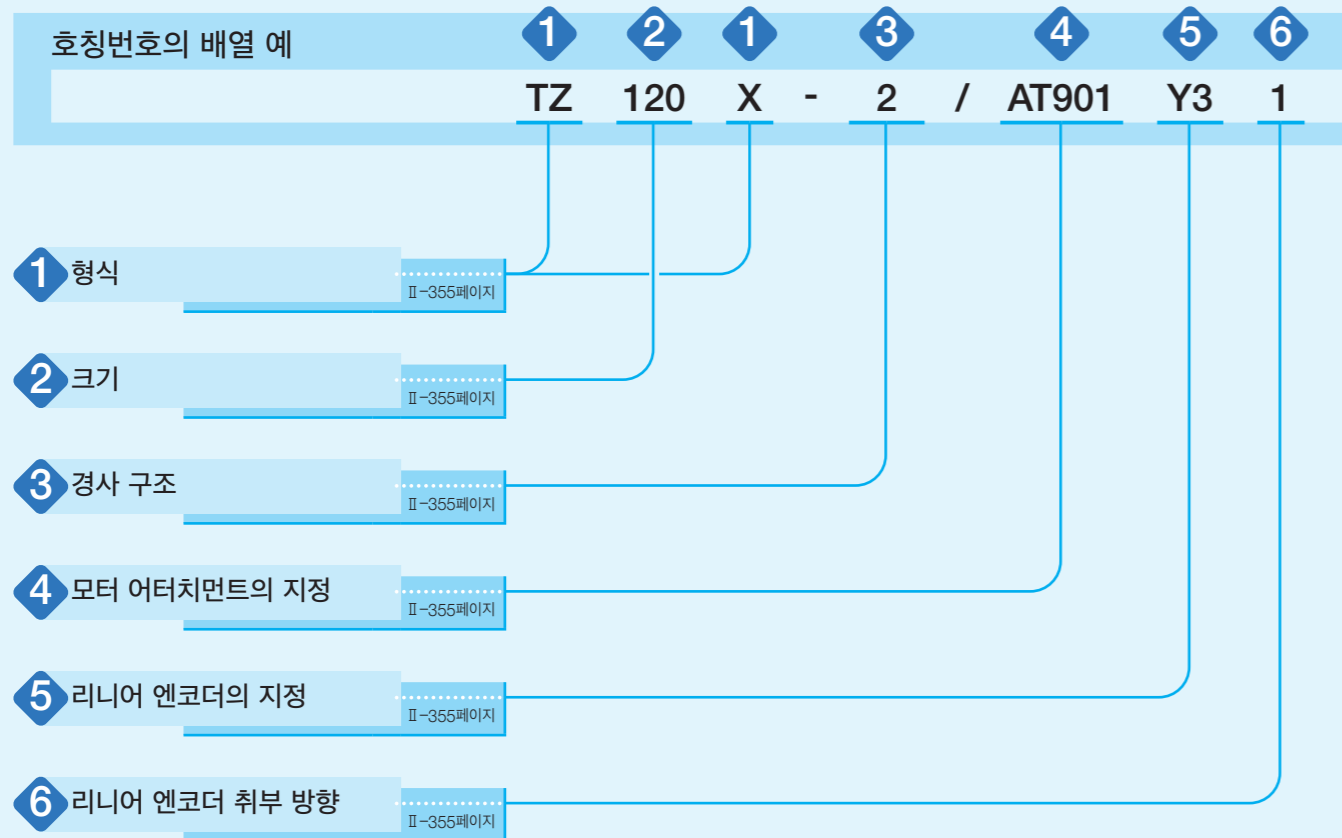 호칭번호의 배열 예
1 2 1 3 4 5 6
TZ 120 X - 2 / AT901 Y3 1
1 형식
Ⅱ-355페이지
2 크기
Ⅱ-355페이지
3 경사 구조
Ⅱ-355페이지
4 모터 어터치먼트의 지정
Ⅱ-355페이지
5 리니어 엔코더의 지정
Ⅱ-355페이지
6 리니어 엔코더 취부 방향
Ⅱ-355페이지